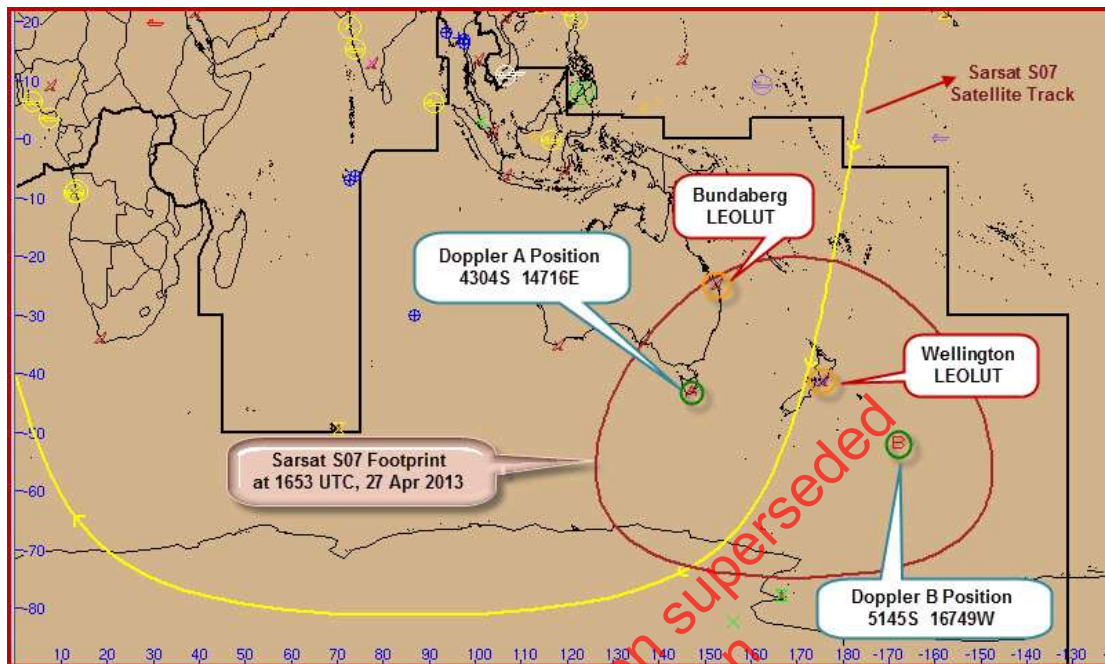 20
10
0
-10
-20
-30
-40
-50
-60
-70
-80
Sarsat S07
Satellite Track
Bundaberg
LEOLUT
Doppler A Position
4304S 14716E
Wellington
LEOLUT
B
Sarsat S07 Footprint
at 1653 UTC, 27 Apr 2013
Doppler B Position
5145S 16749W
superseded
10 20 30 40 50 60 70 80 90 100 110 120 130 140 150 160 170 180 -170 -160 -150 -140 -130